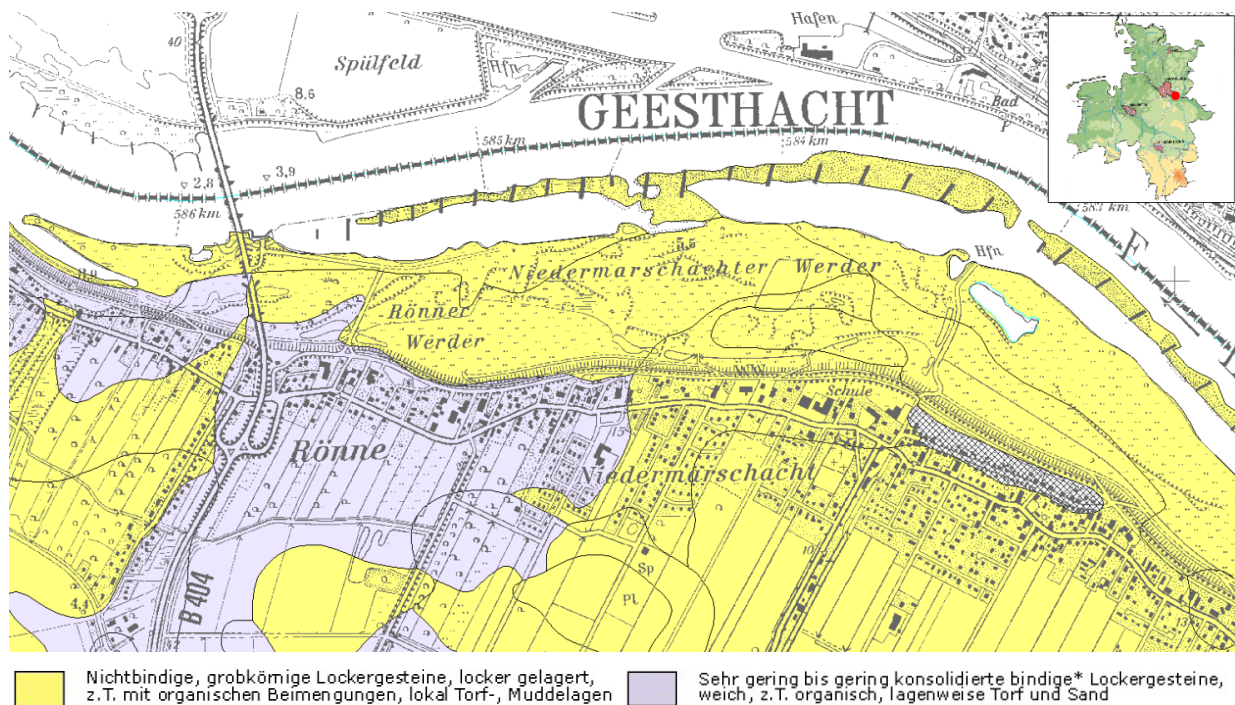 Hafen
40
Spülfeld
Hfn
8,6
GEESTHACHT
Bad
P
585 km
584 km
2,8
3,9
586 km
583 km
E
5,5
Hfn
Niedermarschachter Werder
Rönner
Werder
Schule
Rönne
Niedermarschacht
10
Sp
Pl
B 404
4,4
13
Nichtbindige, grobkörnige Lockergesteine, locker gelagert,
z.T. mit organischen Beimengungen, lokal Torf-, Muddelagen
Sehr gering bis gering konsolidierte bindige* Lockergesteine,
weich, z.T. organisch, lagenweise Torf und Sand